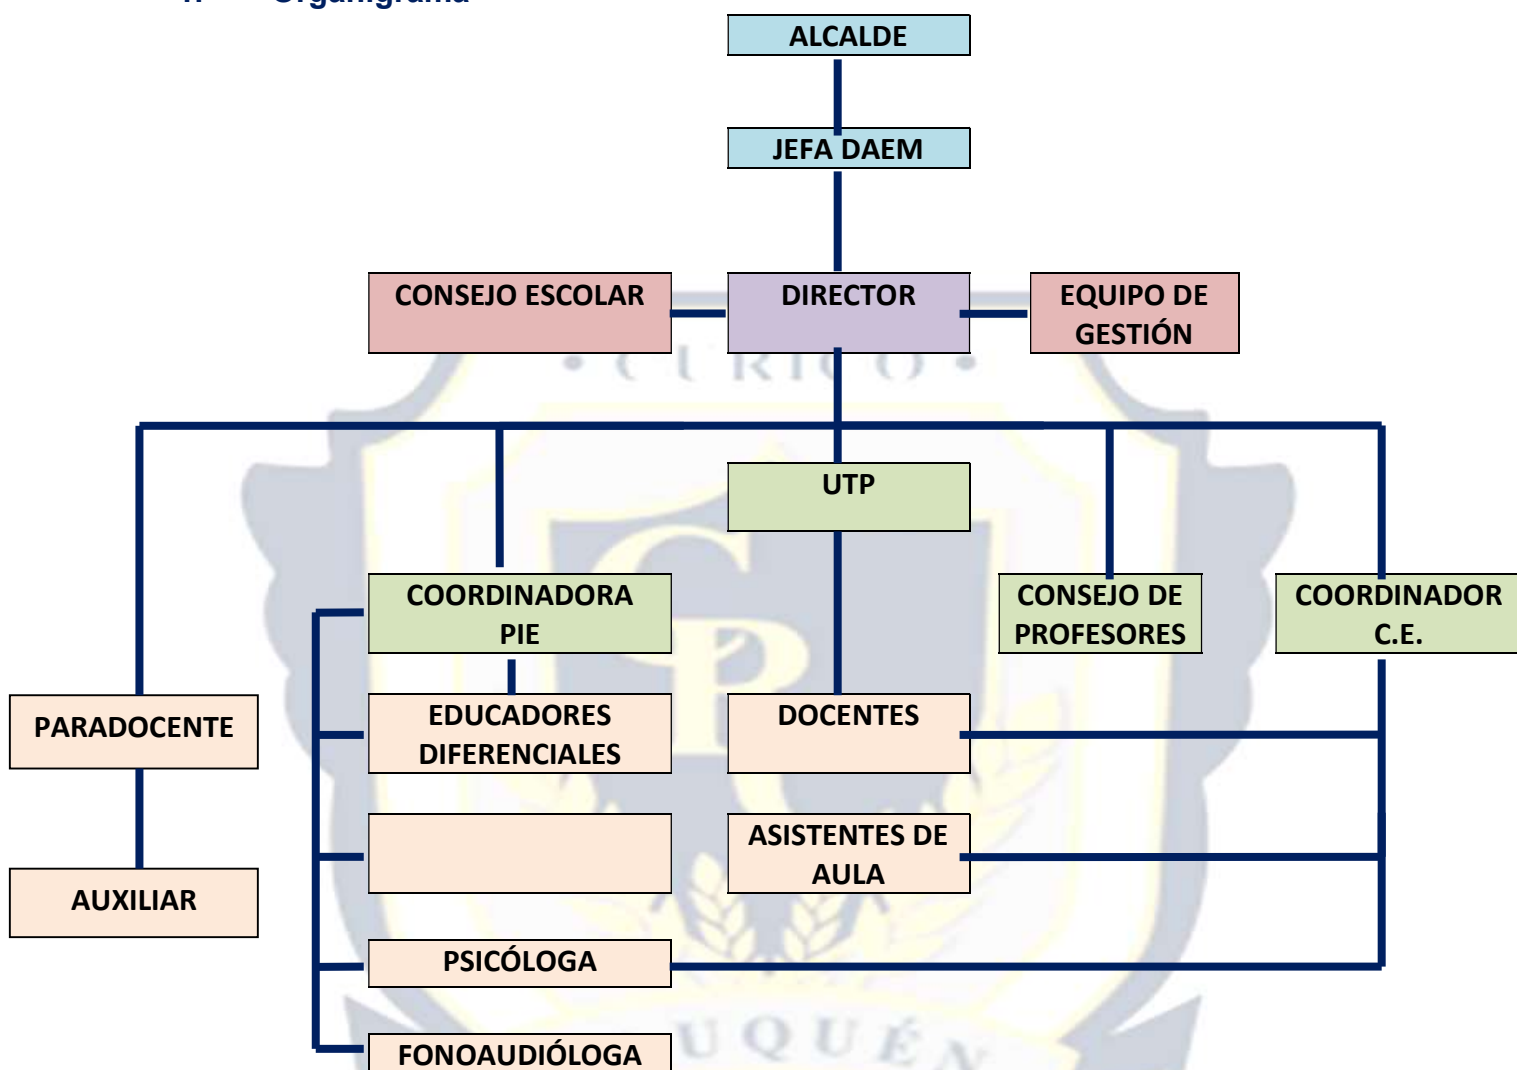 Organigrama
ALCALDE
JEFA DAEM
CONSEJO ESCOLAR
DIRECTOR
EQUIPO DE
GESTIÓN
• CURICÓ •
UTP
COORDINADORA
PIE
CONSEJO DE
PROFESORES
COORDINADOR
C.E.
PARADOCENTE
EDUCADORES
DIFERENCIALES
DOCENTES
ASISTENTES DE
AULA
AUXILIAR
PSICÓLOGA
FONOAUDIÓLOGA